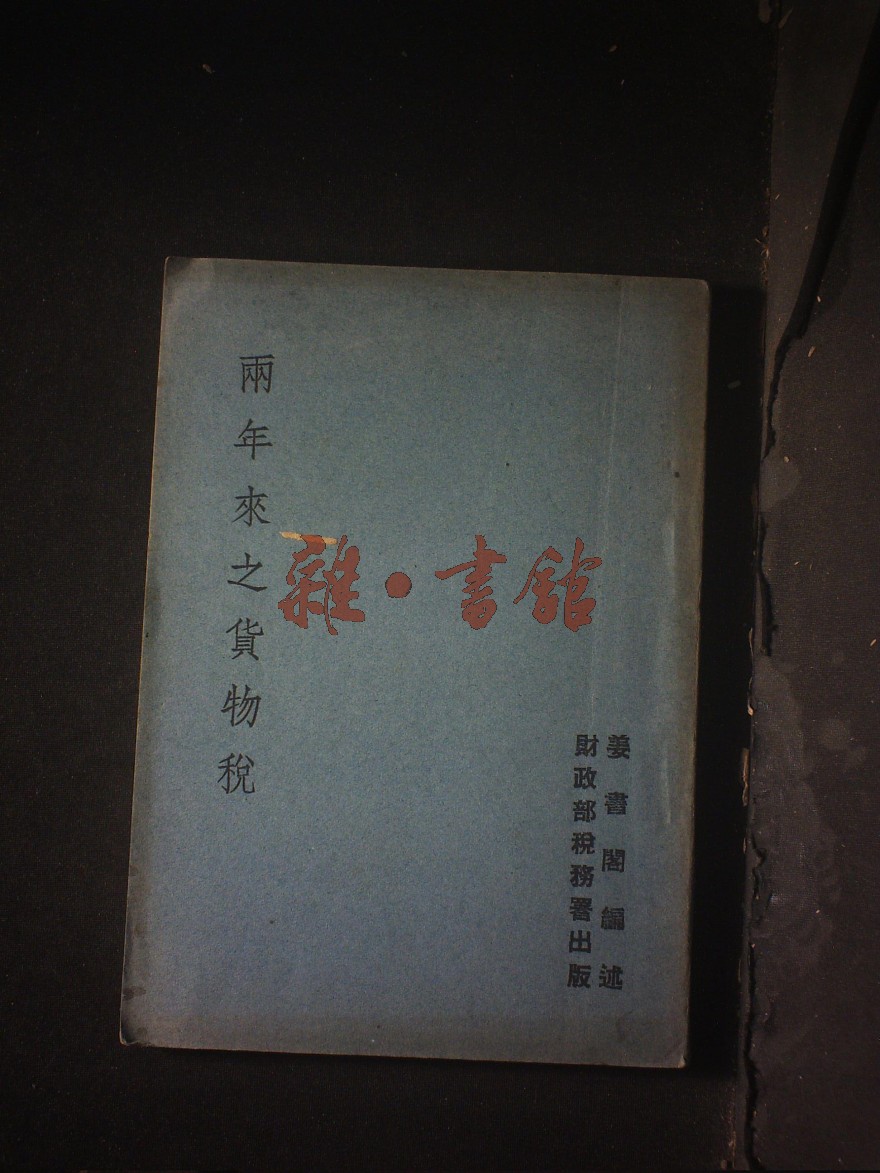 兩年來之貨物稅
雜·書館
姜書閣編述
財政部稅務署出版